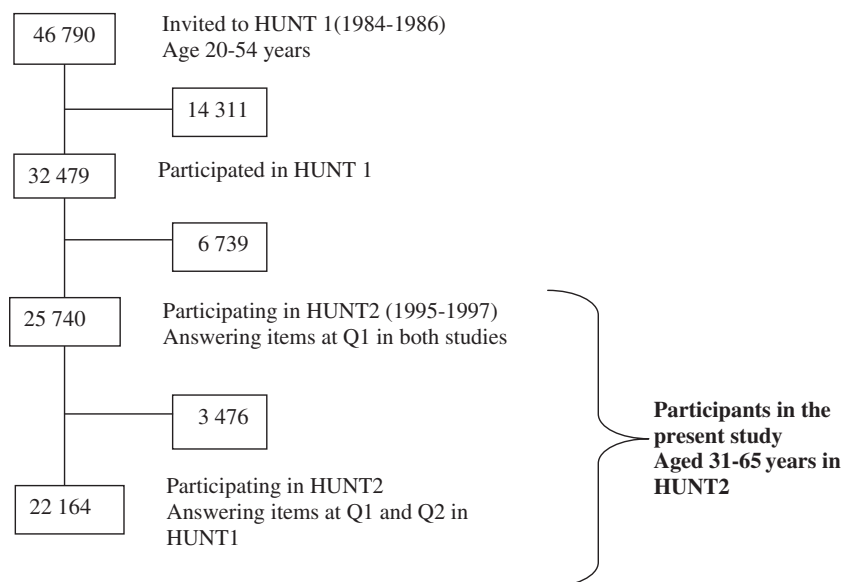 46 790
Invited to HUNT 1(1984-1986)
Age 20-54 years
14 311
32 479
Participated in HUNT 1
6 739
25 740
Participating in HUNT2 (1995-1997)
Answering items at Q1 in both studies
3 476
Participants in the
present study
Aged 31-65 years in
HUNT2
22 164
Participating in HUNT2
Answering items at Q1 and Q2 in
HUNT1